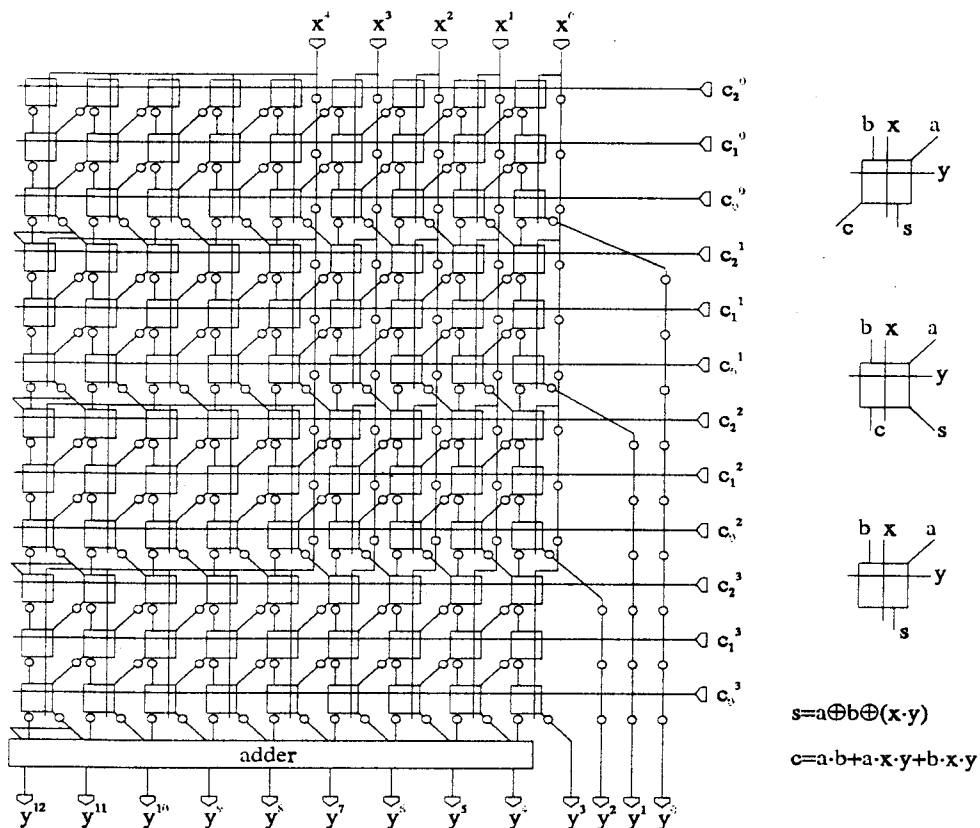 x⁴ x³ x² x¹ x⁰
c₂⁰
c₁⁰
c₀⁰
c₂¹
c₁¹
c₀¹
c₂²
c₁²
c₀²
c₂³
c₁³
c₀³
b x a
y
c s
b x a
y
c s
b x a
y
s
s=a⊕b⊕(x·y)
c=a·b+a·x·y+b·x·y
adder
y¹² y¹¹ y¹⁰ y⁹ y⁸ y⁷ y⁶ y⁵ y⁴ y³ y² y¹ y⁰